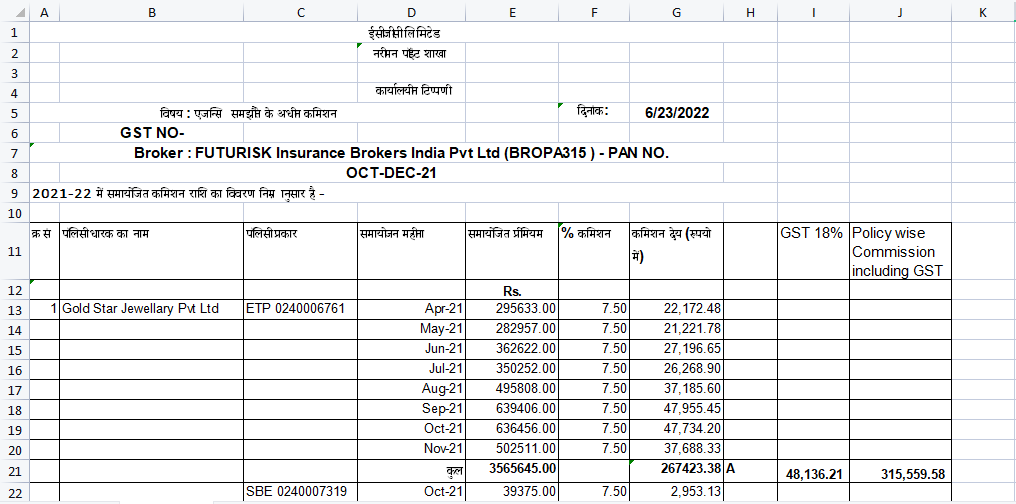 A B C D E F G H I J K
1 ईसीजीसी लिमिटेड
2 नरीमन पॉइंट शाखा
3
4 कार्यालयीन टिप्पणी
5 विषय : एजन्सि समझौते के अधीन कमिशन दिनांक: 6/23/2022
6 GST NO-
7 Broker : FUTURISK Insurance Brokers India Pvt Ltd (BROPA315 ) - PAN NO.
8 OCT-DEC-21
9 2021-22 में समायोजित कमिशन राशि का विवरण निम्न नुसार है -
10
11 क्र सं पॉलिसीधारक का नाम पॉलिसी प्रकार समायोजन महीना समायोजित प्रीमियम % कमिशन कमिशन देय (रुपयो में) GST 18% Policy wise Commission including GST
12 Rs.
13 1 Gold Star Jewellary Pvt Ltd ETP 0240006761 Apr-21 295633.00 7.50 22,172.48
14 May-21 282957.00 7.50 21,221.78
15 Jun-21 362622.00 7.50 27,196.65
16 Jul-21 350252.00 7.50 26,268.90
17 Aug-21 495808.00 7.50 37,185.60
18 Sep-21 639406.00 7.50 47,955.45
19 Oct-21 636456.00 7.50 47,734.20
20 Nov-21 502511.00 7.50 37,688.33
21 कुल 3565645.00 267423.38 A 48,136.21 315,559.58
22 SBE 0240007319 Oct-21 39375.00 7.50 2,953.13